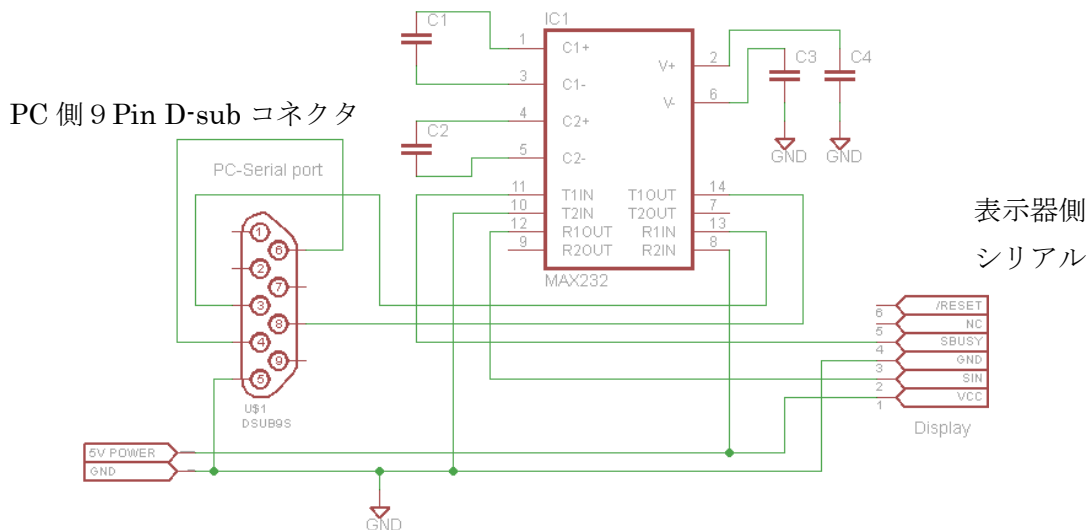 C1
IC1
1
C1+
V+
2
C3
C4
3
C1-
V-
6
PC 側９Pin D-sub コネクタ
4
C2+
C2
5
C2-
GND
GND
PC-Serial port
11
T1IN
T1OUT
14
10
T2IN
T2OUT
7
12
R1OUT
R1IN
13
9
R2OUT
R2IN
8
MAX232
表示器側
シリアル
1
6
2
7
3
8
4
9
5
U$1
DSUB9S
/RESET
6
NC
5
SBUSY
4
GND
3
SIN
2
VCC
1
Display
5V POWER
GND
GND